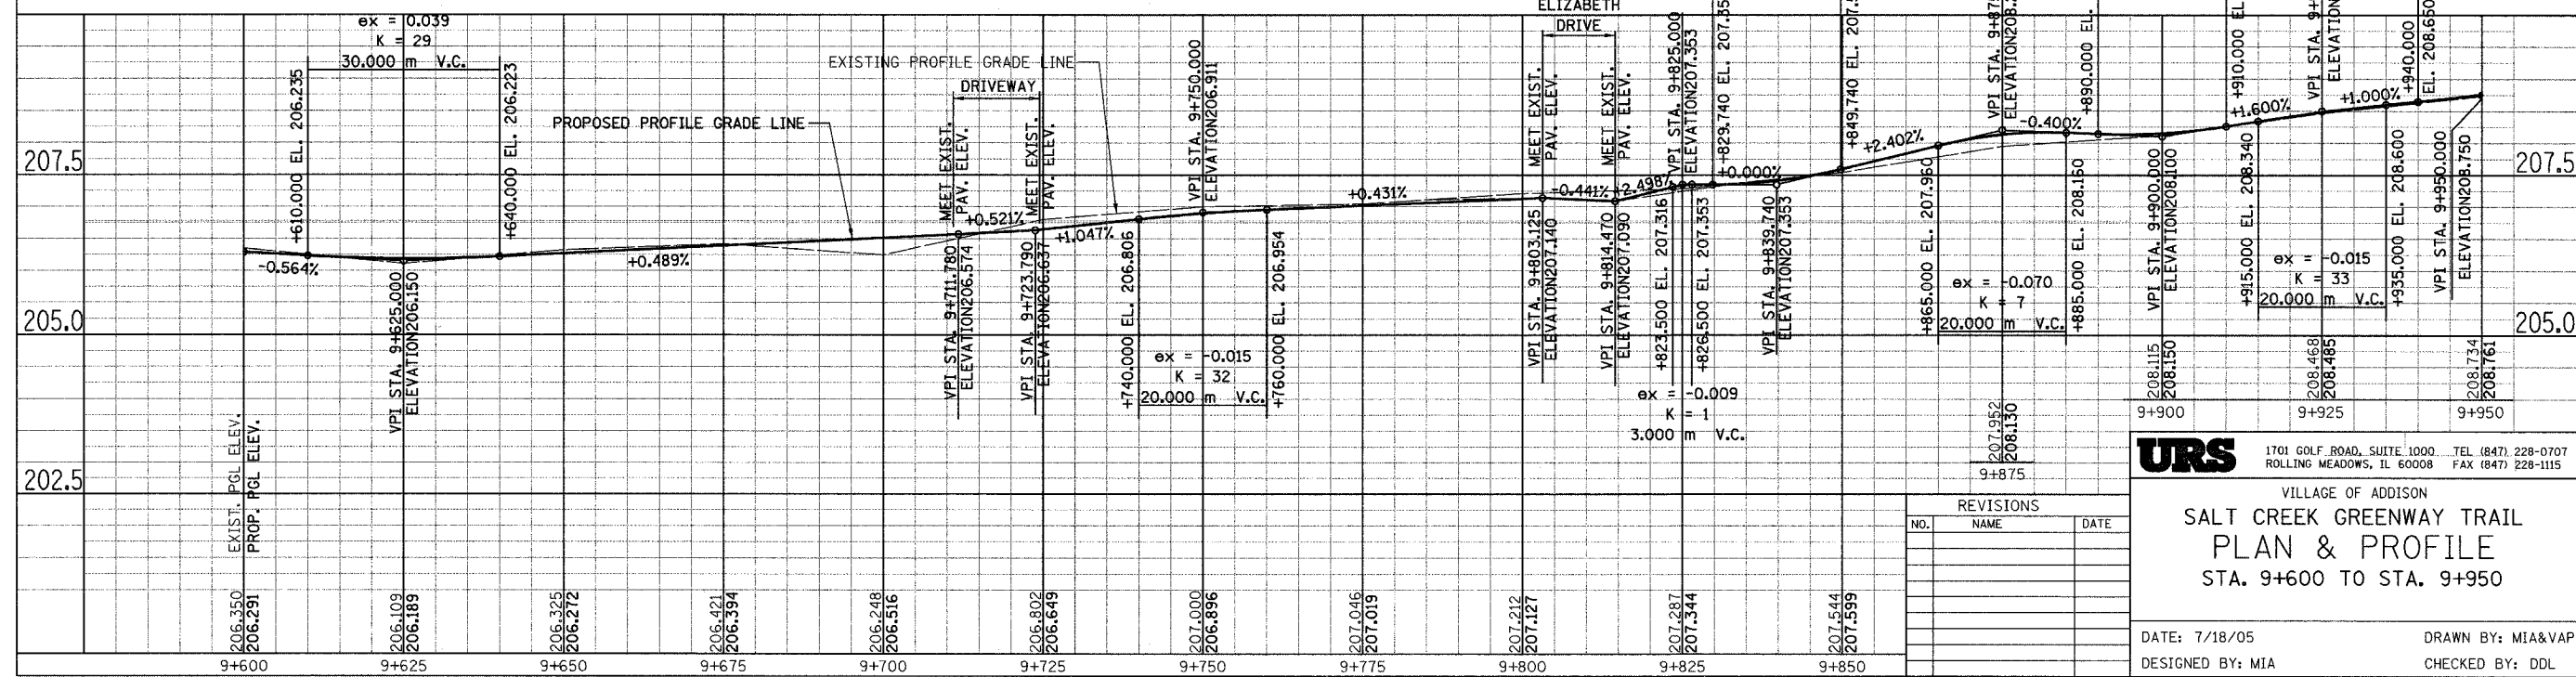 ex = 0.039
K = 29
30.000 m V.C.
+610.000 EL. 206.235
+640.000 EL. 206.223
VPI STA. 9+625.000
ELEVATION206.150
-0.564%
+0.489%
PROPOSED PROFILE GRADE LINE
EXISTING PROFILE GRADE LINE
DRIVEWAY
MEET EXIST.
PAV. ELEV.
MEET EXIST.
PAV. ELEV.
+0.521%
VPI STA. 9+711.780
ELEVATION206.574
VPI STA. 9+723.790
ELEVATION206.637
+1.047%
+740.000 EL. 206.806
VPI STA. 9+750.000
ELEVATION206.911
+760.000 EL. 206.954
ex = -0.015
K = 32
20.000 m V.C.
+0.431%
ELIZABETH
DRIVE
MEET EXIST.
PAV. ELEV.
MEET EXIST.
PAV. ELEV.
-0.441%
+2.498%
VPI STA. 9+803.125
ELEVATION207.140
VPI STA. 9+814.470
ELEVATION207.090
+823.500 EL. 207.316
VPI STA. 9+825.000
ELEVATION207.353
+826.500 EL. 207.353
ex = -0.009
K = 1
3.000 m V.C.
+829.740 EL. 207.35
+0.000%
VPI STA. 9+839.740
ELEVATION207.353
+849.740 EL. 207.
+2.402%
+865.000 EL. 207.960
VPI STA. 9+87
ELEVATION208.
-0.400%
+885.000 EL. 208.160
ex = -0.070
K = 7
20.000 m V.C.
+890.000 EL.
VPI STA. 9+900.000
ELEVATION208.100
+910.000 EL
+1.600%
+915.000 EL. 208.340
VPI STA. 9+
ELEVATION
+1.000%
+935.000 EL. 208.600
ex = -0.015
K = 33
20.000 m V.C.
+940.000
EL. 208.650
VPI STA. 9+950.000
ELEVATION208.750
207.5
207.5
205.0
205.0
202.5
EXIST. PGL ELEV.
PROP. PGL ELEV.
206.350
206.291
206.109
206.189
206.325
206.272
206.421
206.394
206.248
206.516
206.802
206.649
207.000
206.896
207.046
207.019
207.212
207.127
207.287
207.344
207.544
207.599
207.952
208.130
208.115
208.150
208.468
208.485
208.734
208.761
9+600 9+625 9+650 9+675 9+700 9+725 9+750 9+775 9+800 9+825 9+850
9+875
9+900 9+925 9+950
REVISIONS
NO. NAME DATE
URS
1701 GOLF ROAD, SUITE 1000 TEL (847) 228-0707
ROLLING MEADOWS, IL 60008 FAX (847) 228-1115
VILLAGE OF ADDISON
SALT CREEK GREENWAY TRAIL
PLAN & PROFILE
STA. 9+600 TO STA. 9+950
DATE: 7/18/05 DRAWN BY: MIA&VAP
DESIGNED BY: MIA CHECKED BY: DDL